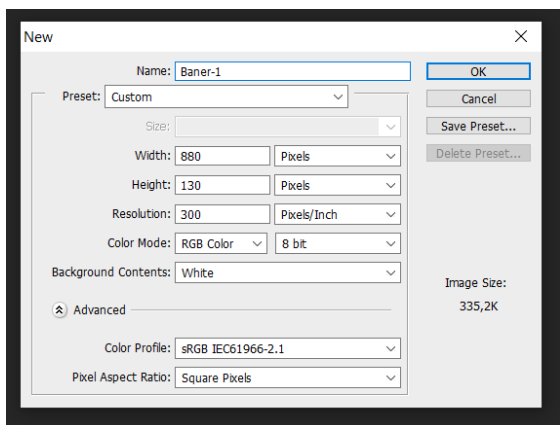 New
Name: Baner-1
OK
Preset: Custom
Cancel
Size:
Save Preset...
Width: 880 Pixels
Delete Preset...
Height: 130 Pixels
Resolution: 300 Pixels/Inch
Color Mode: RGB Color 8 bit
Background Contents: White
Image Size:
335,2K
Advanced
Color Profile: sRGB IEC61966-2.1
Pixel Aspect Ratio: Square Pixels